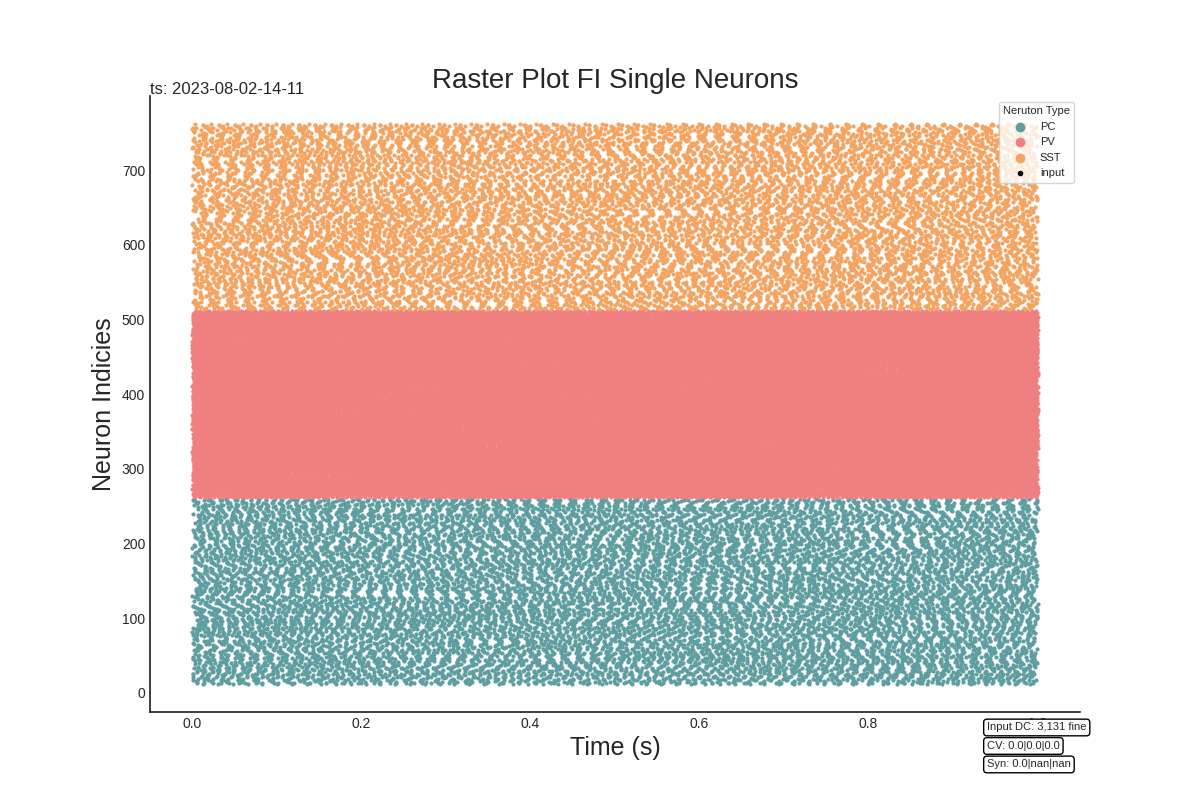 Raster Plot FI Single Neurons
ts: 2023-08-02-14-11
Neruton Type
PC
PV
SST
input
Neuron Indicies
700
600
500
400
300
200
100
0
0.0 0.2 0.4 0.6 0.8
Time (s)
Input DC: 3,131 fine
CV: 0.0|0.0|0.0
Syn: 0.0|nan|nan